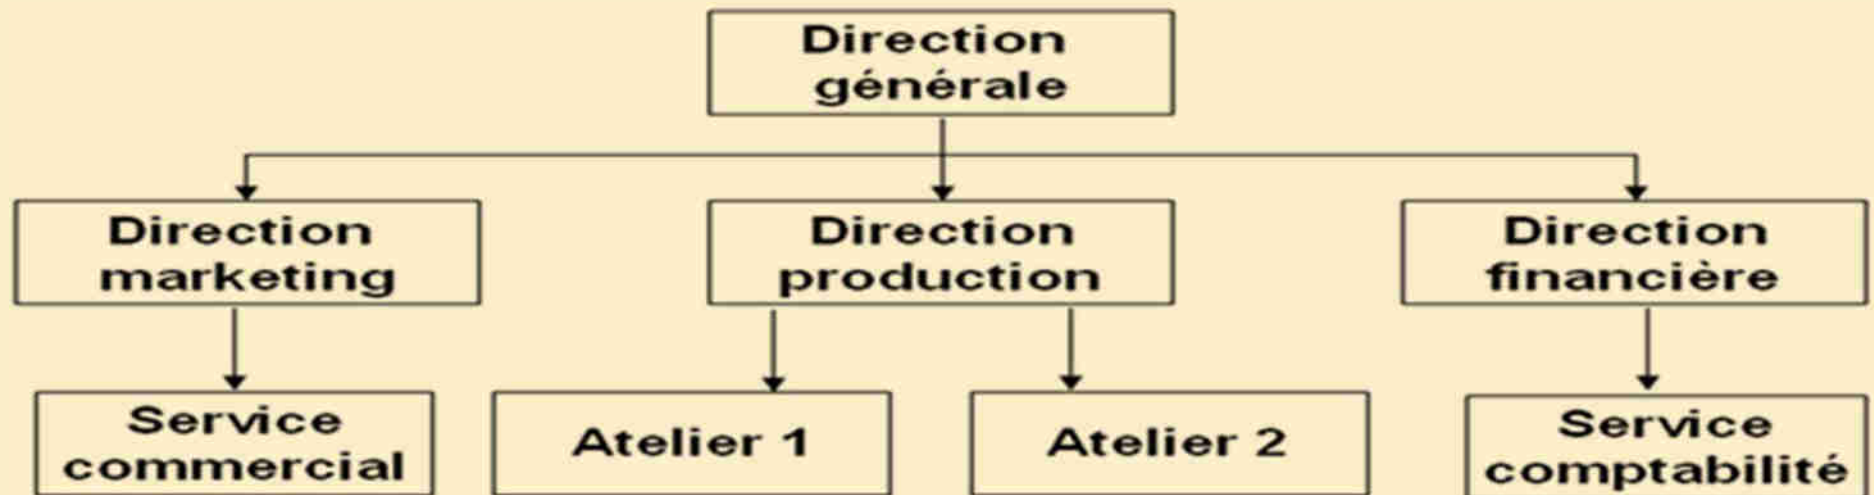 Direction
générale
Direction
marketing
Direction
production
Direction
financière
Service
commercial
Atelier 1
Atelier 2
Service
comptabilité